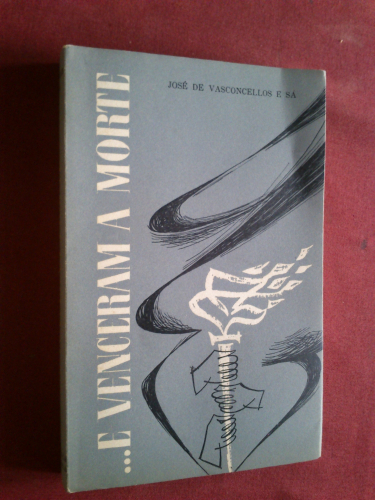 JOSÉ DE VASCONCELLOS E SÁ
...E VENCERAM A MORTE